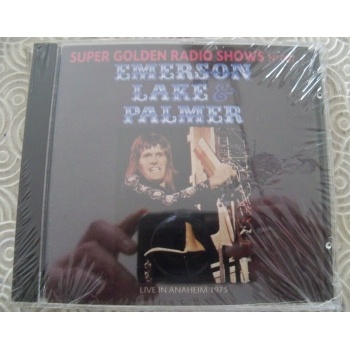 SUPER GOLDEN RADIO SHOWS
EMERSON
LAKE &
PALMER
LIVE IN ANAHEIM 1975